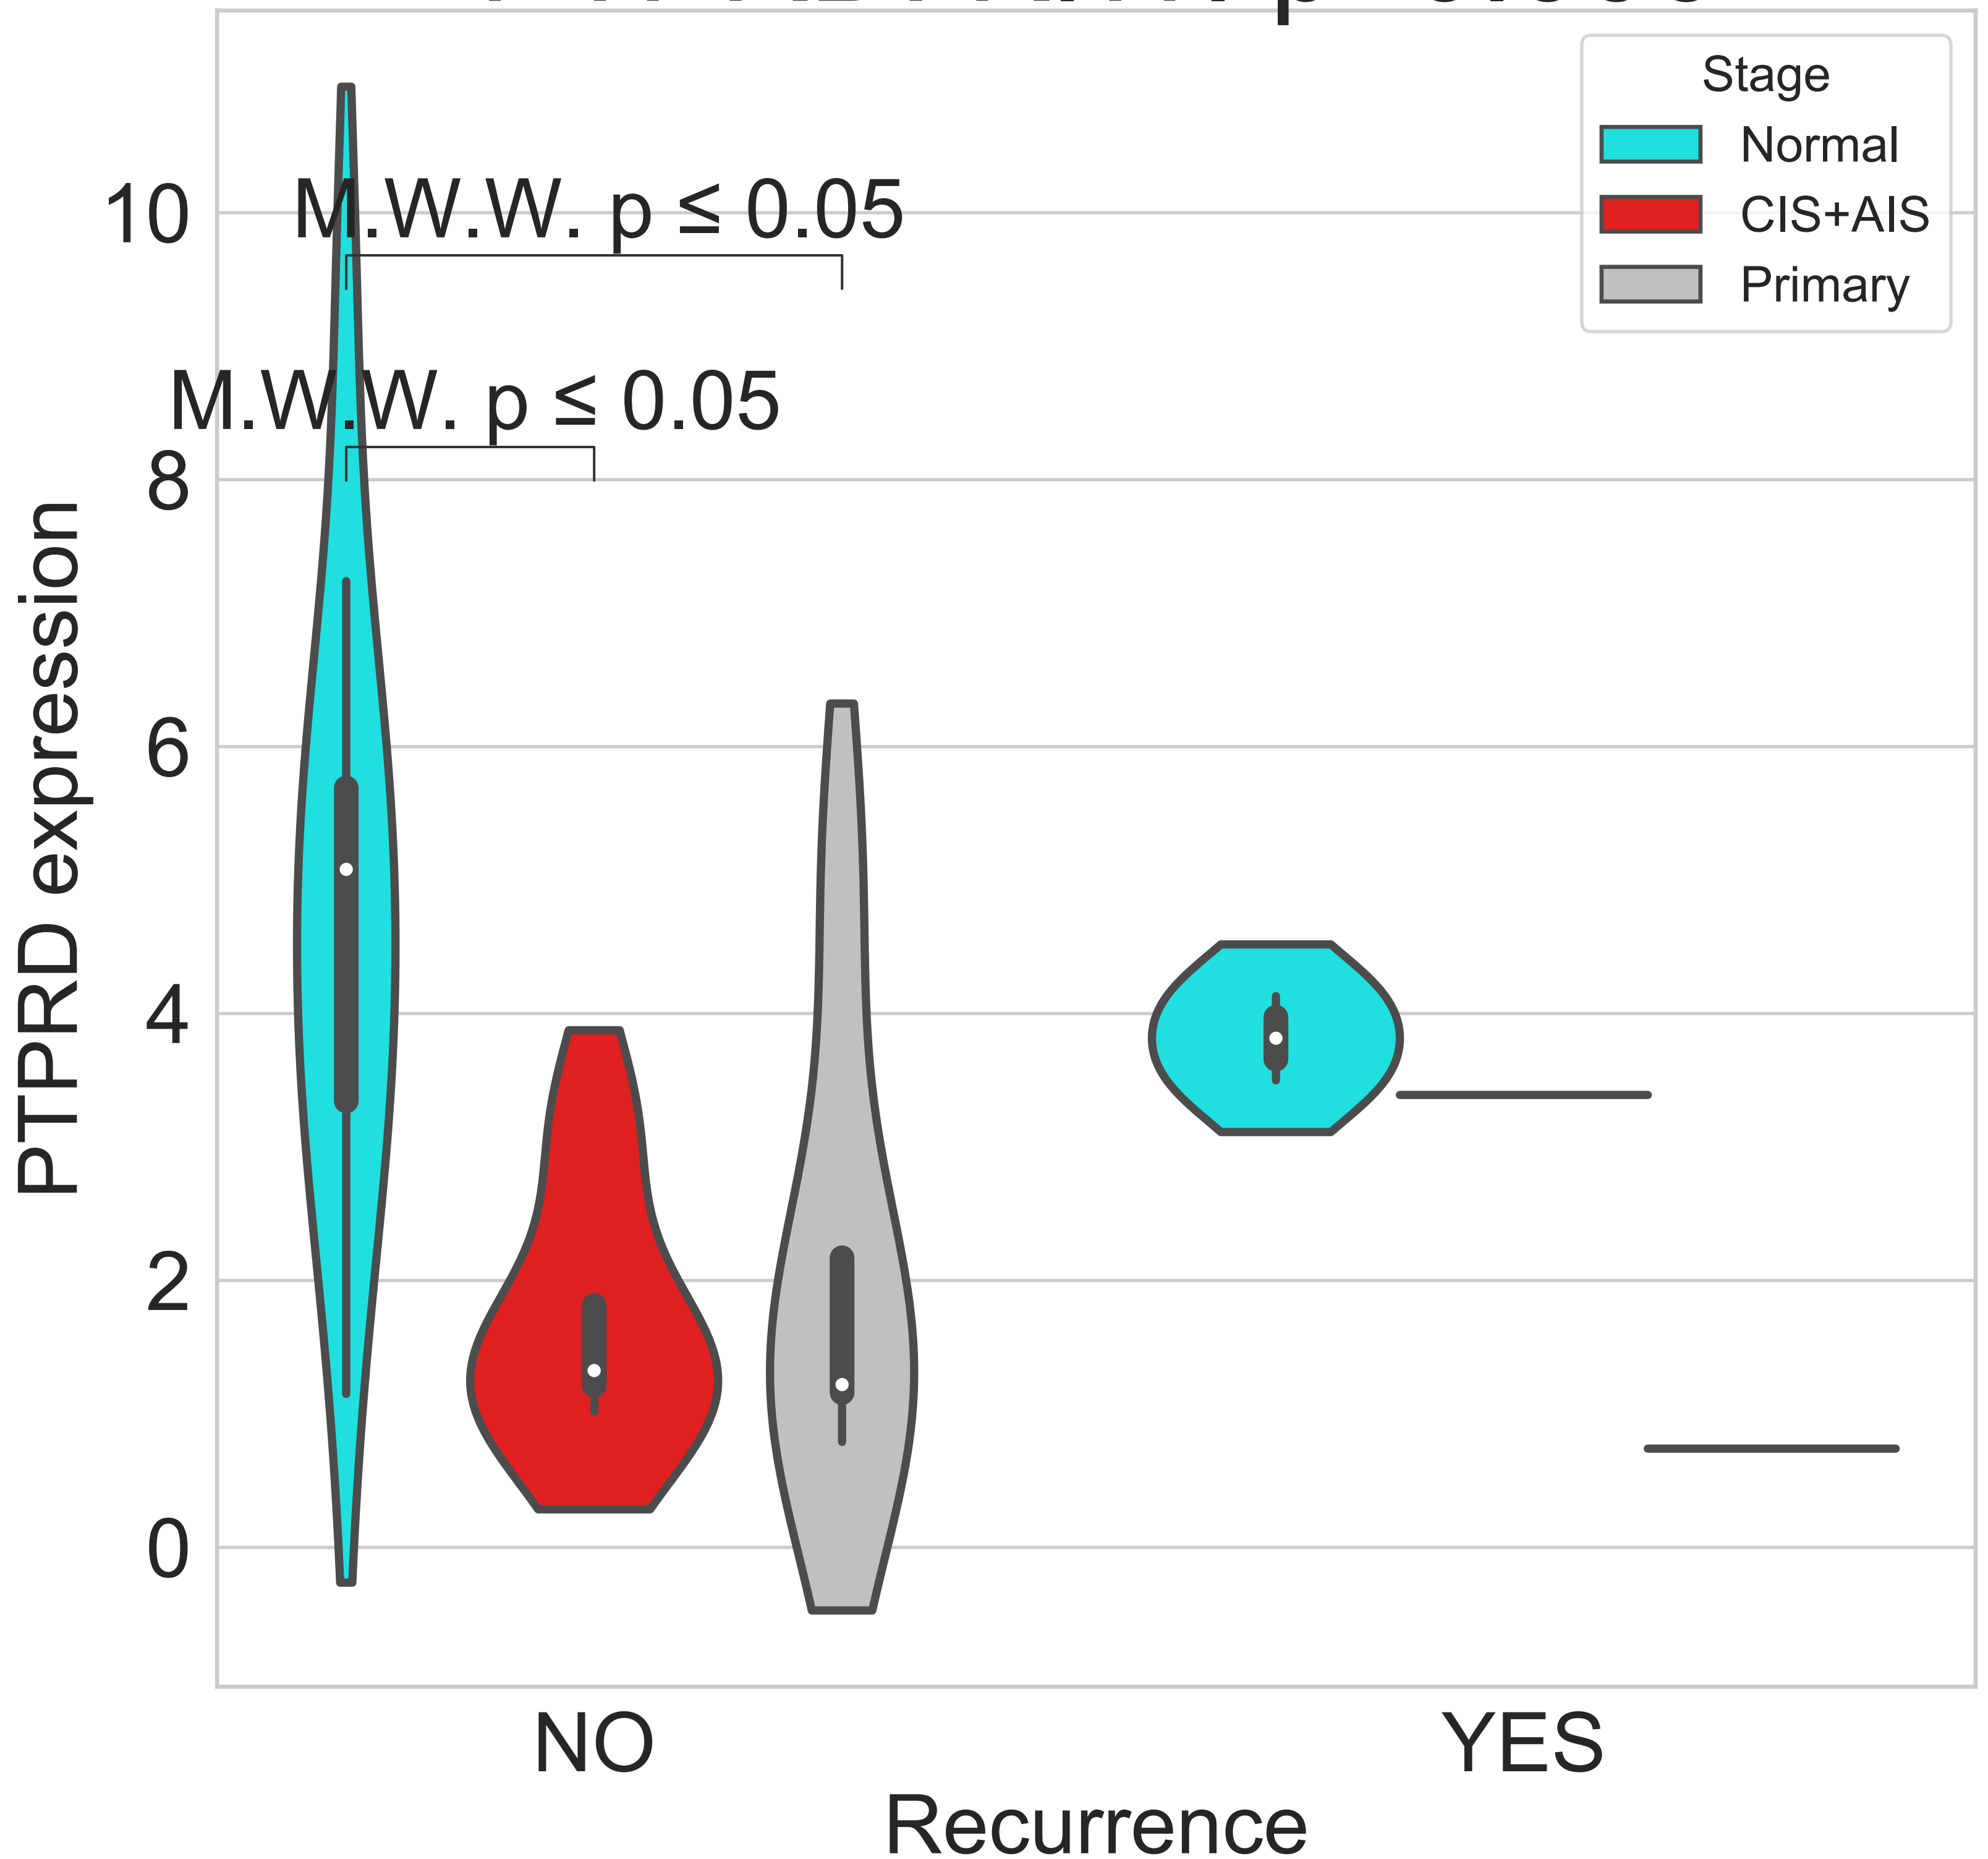 Stage
Normal
CIS+AIS
Primary
M.W.W. p ≤ 0.05
M.W.W. p ≤ 0.05
PTPRD expression
10
8
6
4
2
0
NO
YES
Recurrence